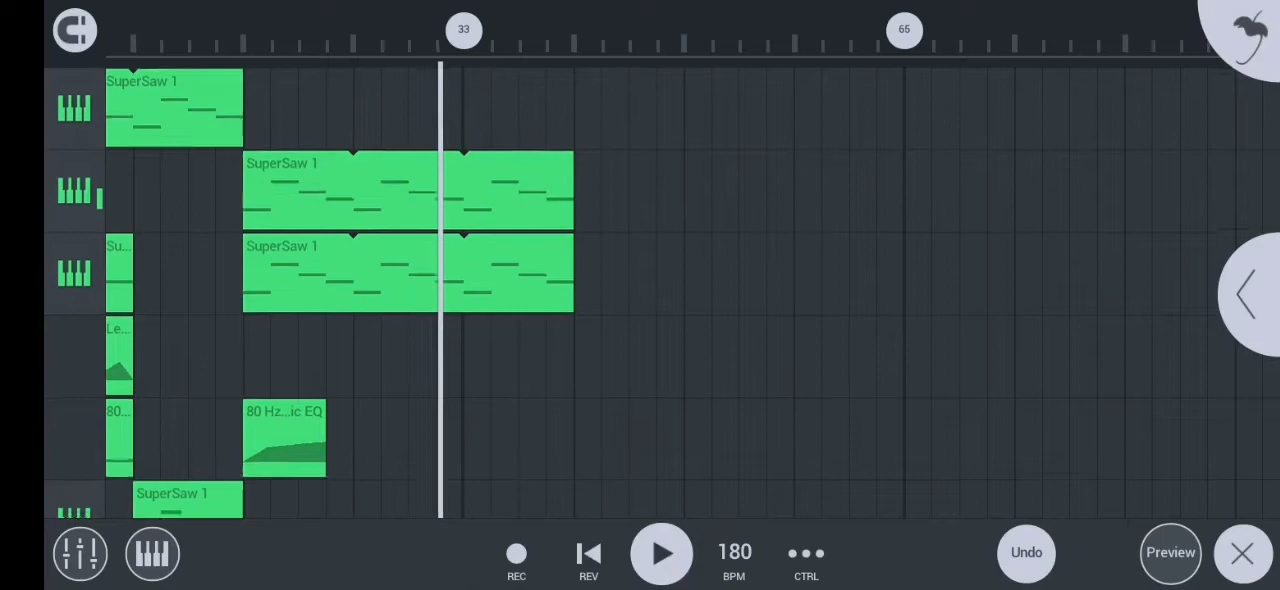 33
65
SuperSaw 1
SuperSaw 1
Su...
SuperSaw 1
Le...
80...
80 Hz...ic EQ
SuperSaw 1
REC
REV
180
BPM
CTRL
Undo
Preview